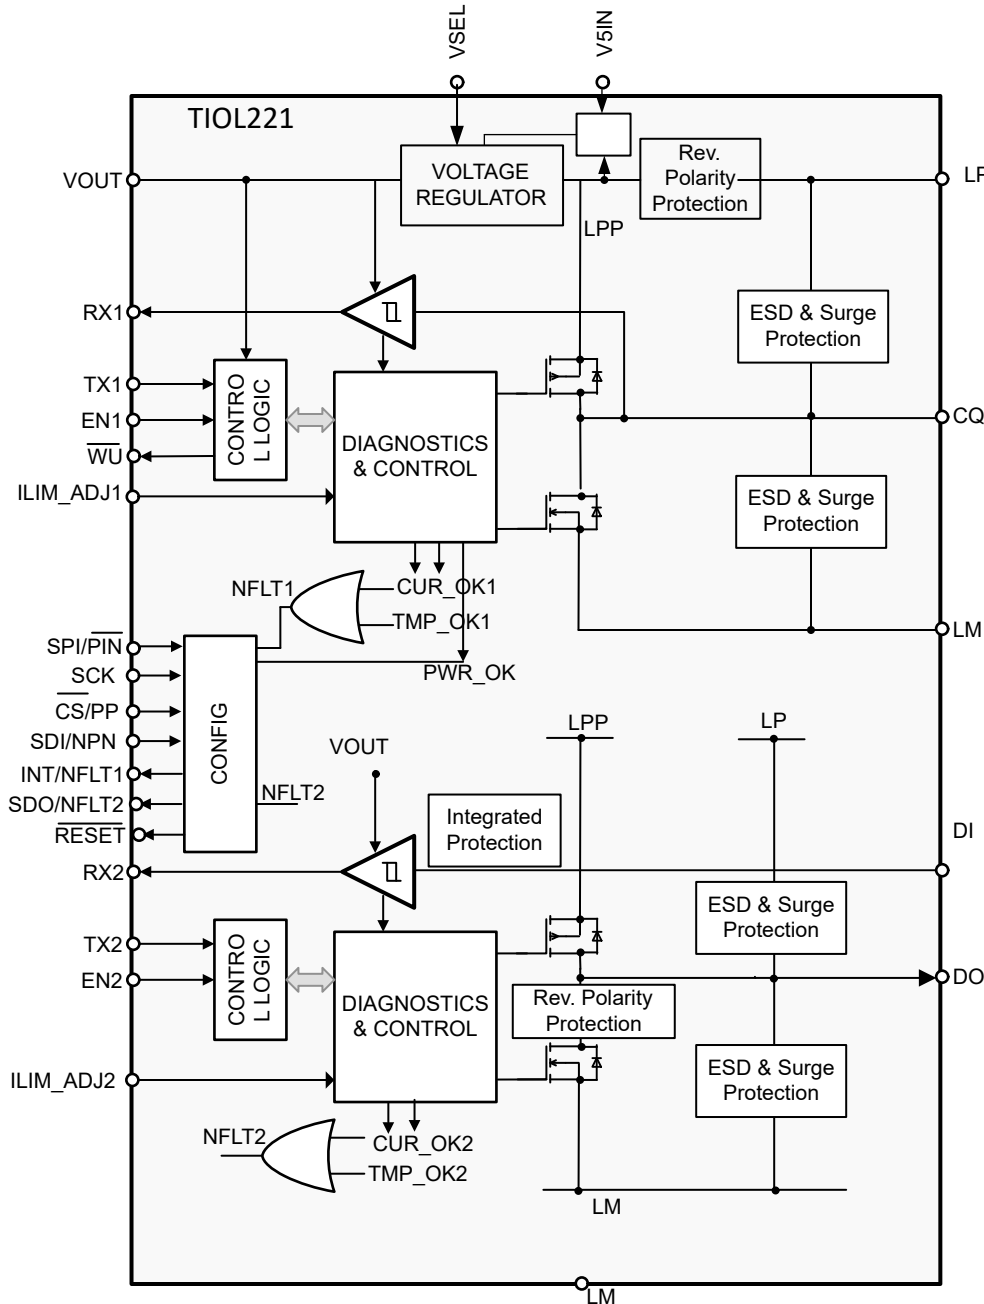 VSEL
V5IN
TIOL221
VOUT
VOLTAGE
REGULATOR
Rev.
Polarity
Protection
LP
LPP
RX1
ESD & Surge
Protection
TX1
EN1
WU
CONTRO
L LOGIC
DIAGNOSTICS
& CONTROL
CQ
ILIM_ADJ1
ESD & Surge
Protection
NFLT1
CUR_OK1
TMP_OK1
LM
PWR_OK
SPI/PIN
SCK
CS/PP
SDI/NPN
INT/NFLT1
SDO/NFLT2
RESET
CONFIG
NFLT2
VOUT
LPP
LP
Integrated
Protection
DI
RX2
ESD & Surge
Protection
TX2
EN2
CONTRO
L LOGIC
DIAGNOSTICS
& CONTROL
Rev. Polarity
Protection
DO
ILIM_ADJ2
ESD & Surge
Protection
NFLT2
CUR_OK2
TMP_OK2
LM
LM